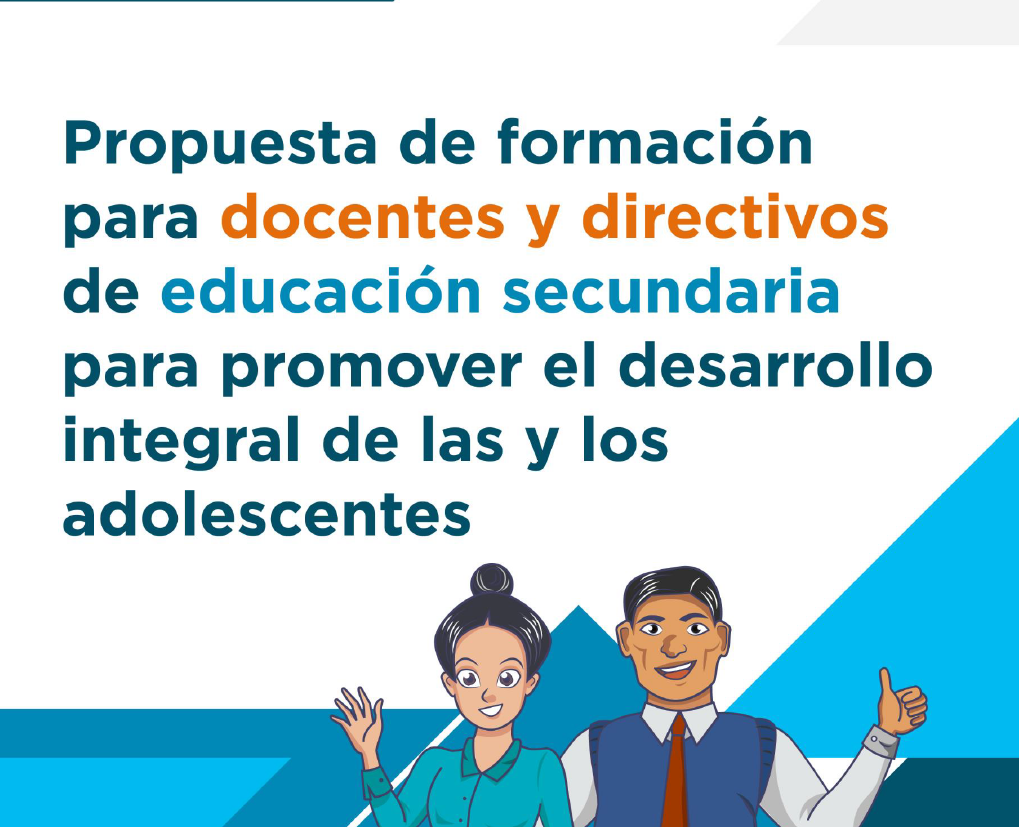 Propuesta de formación
para docentes y directivos
de educación secundaria
para promover el desarrollo
integral de las y los
adolescentes